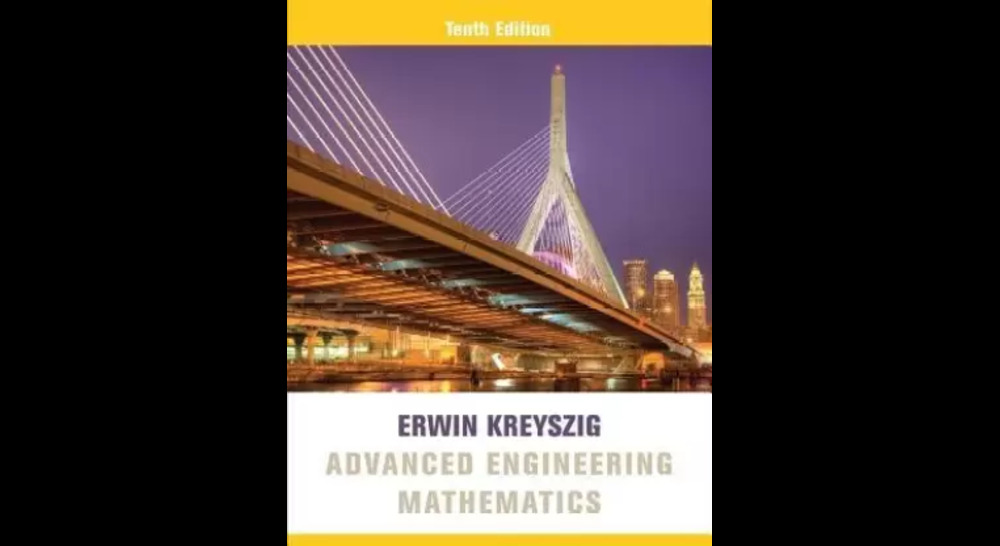 Tenth Edition
ERWIN KREYSZIG
ADVANCED ENGINEERING
MATHEMATICS